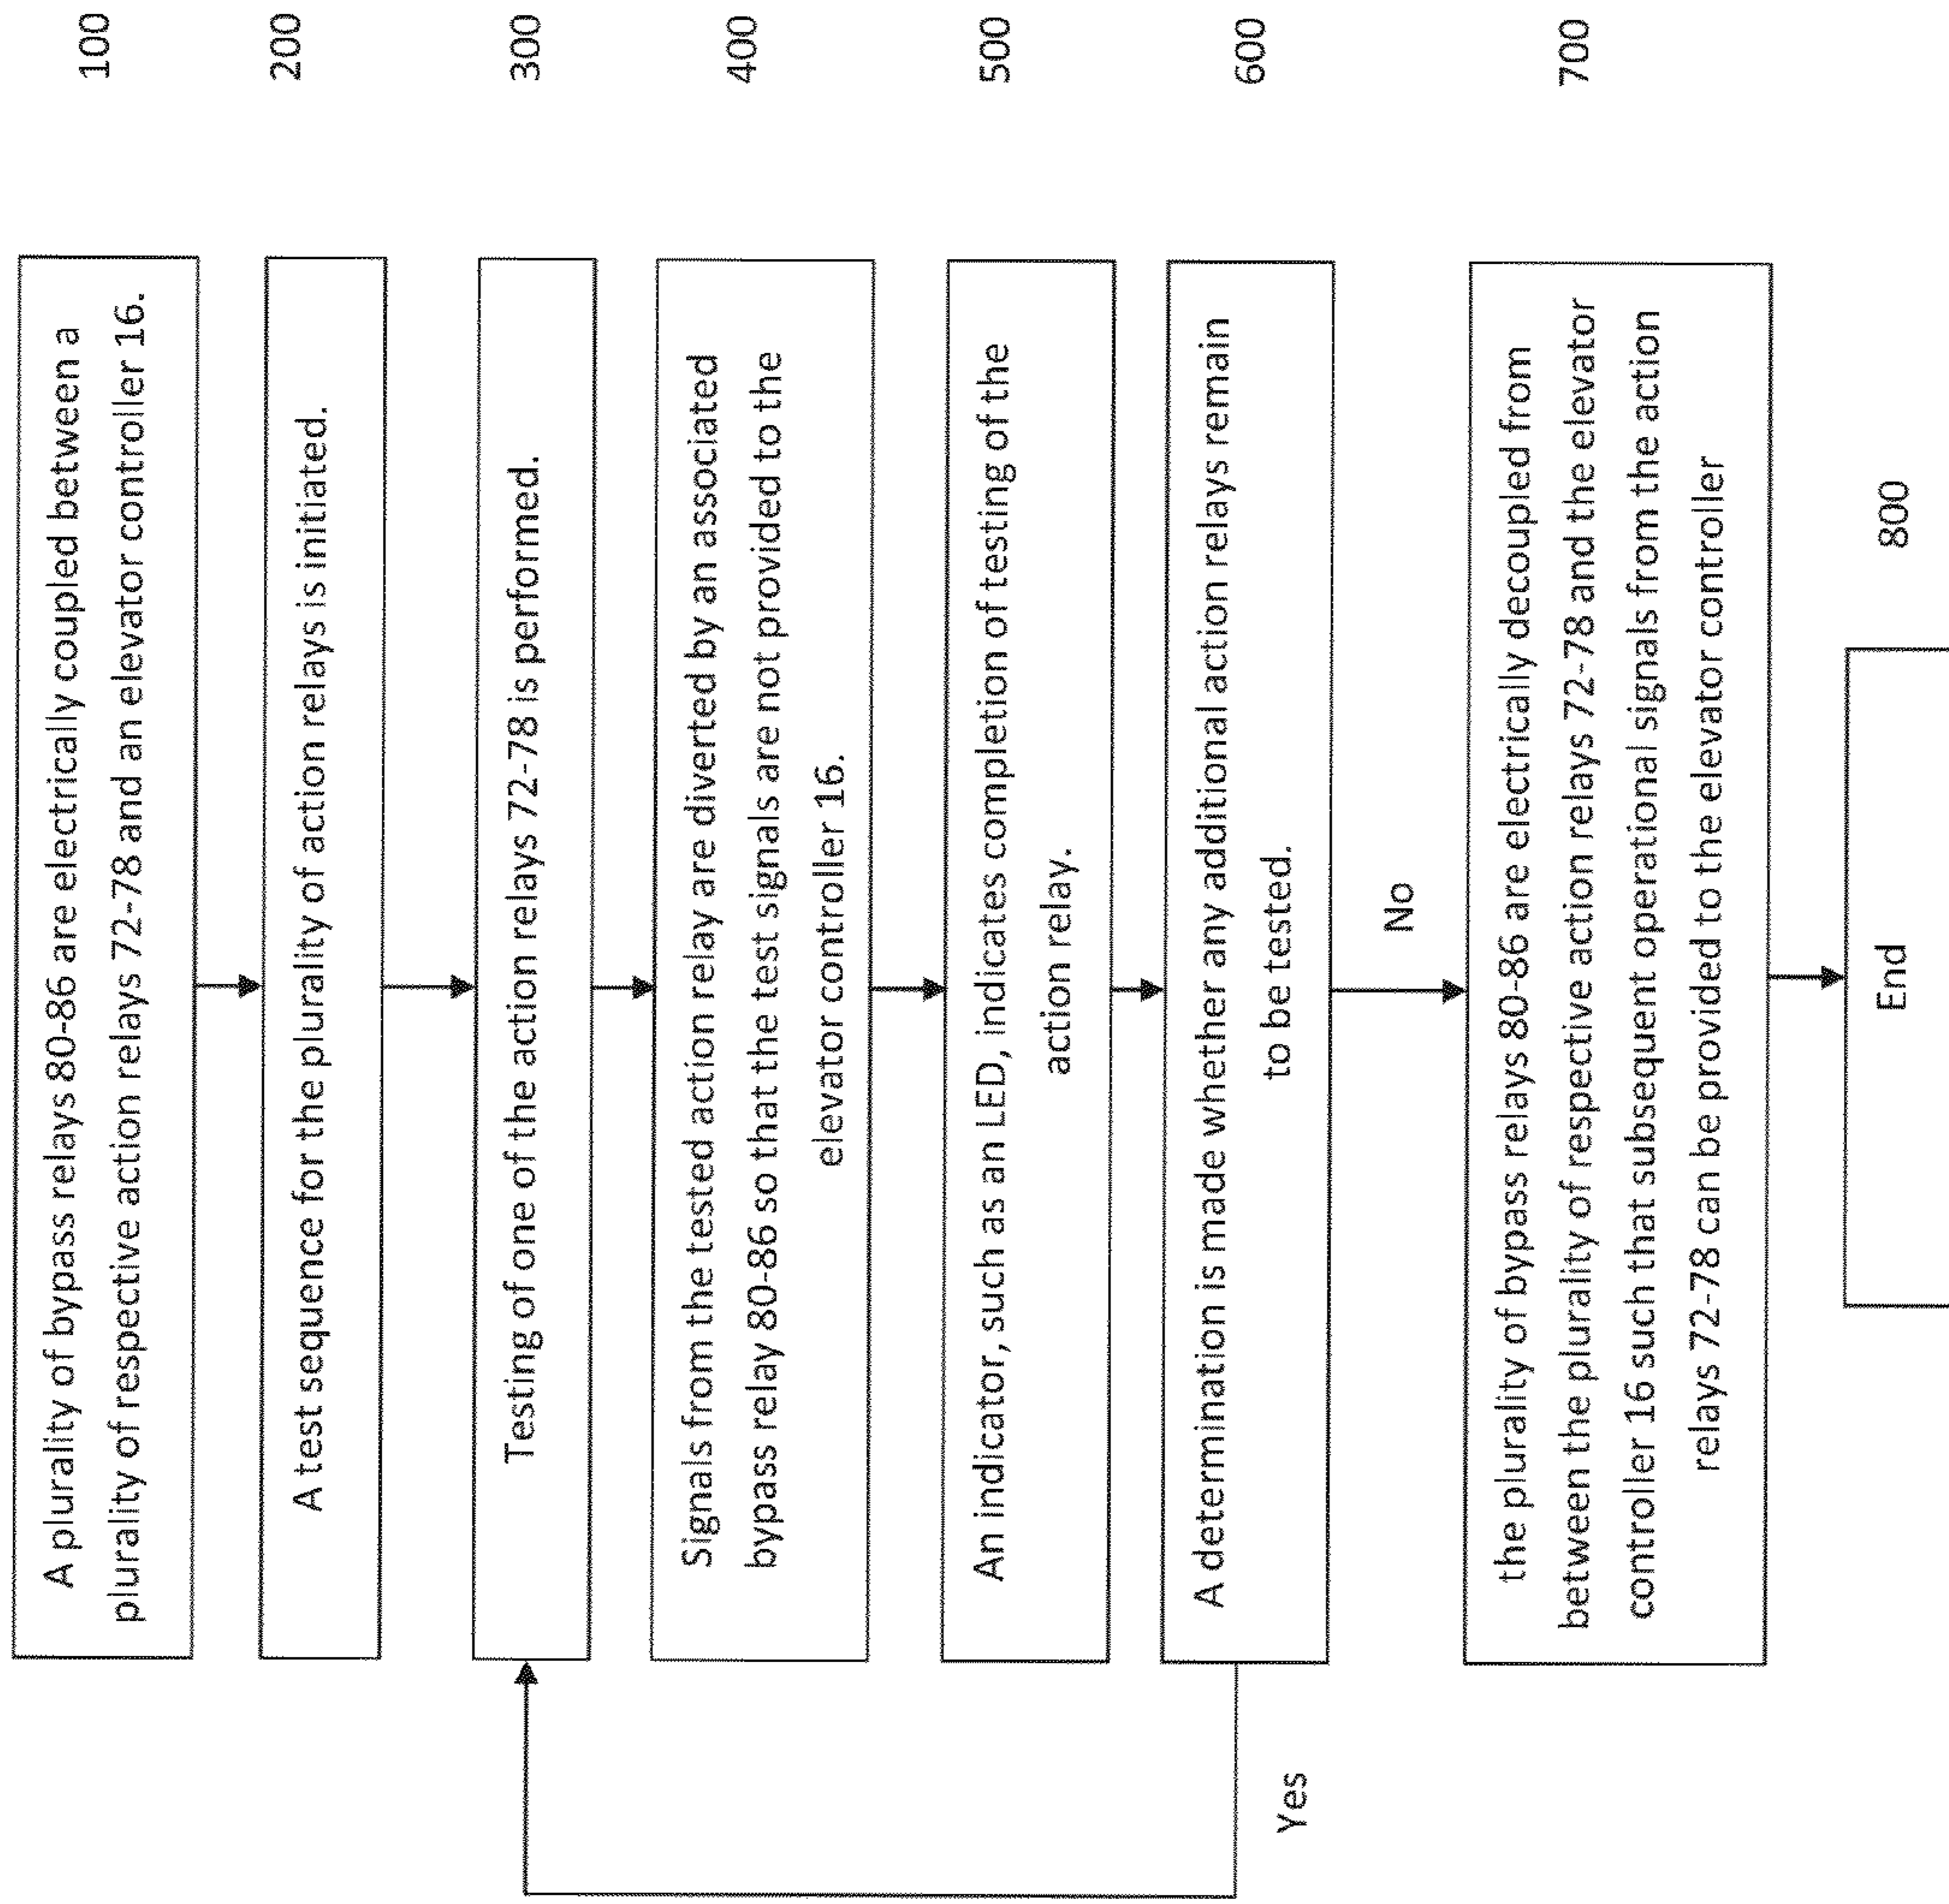 A plurality of bypass relays 80-86 are electrically coupled between a
plurality of respective action relays 72-78 and an elevator controller 16.
100
A test sequence for the plurality of action relays is initiated.
200
Testing of one of the action relays 72-78 is performed.
300
Signals from the tested action relay are diverted by an associated
bypass relay 80-86 so that the test signals are not provided to the
elevator controller 16.
400
An indicator, such as an LED, indicates completion of testing of the
action relay.
500
A determination is made whether any additional action relays remain
to be tested.
600
Yes
No
the plurality of bypass relays 80-86 are electrically decoupled from
between the plurality of respective action relays 72-78 and the elevator
controller 16 such that subsequent operational signals from the action
relays 72-78 can be provided to the elevator controller
700
End
800